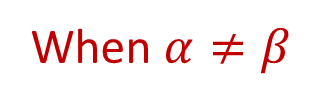 When 𝛼 ≠ 𝛽